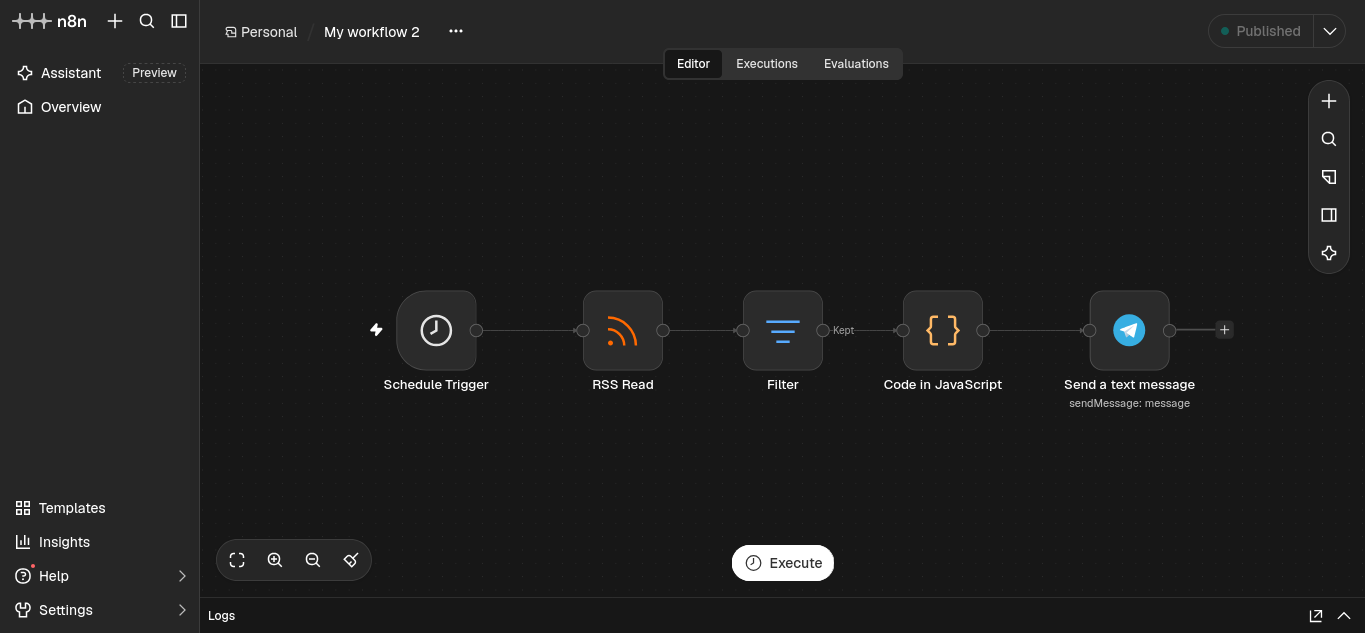 n8n
Personal / My workflow 2 ...
Published
Editor Executions Evaluations
Assistant Preview
Overview
Kept
Schedule Trigger RSS Read Filter Code in JavaScript Send a text message
sendMessage: message
Templates
Insights
Help
Settings
Execute
Logs